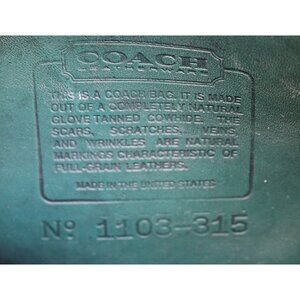 COACH
LEATHERWARE
THIS IS A COACH BAG. IT IS MADE
OUT OF A COMPLETELY NATURAL
GLOVE TANNED COWHIDE. THE
SCARS, SCRATCHES, VEINS,
AND WRINKLES ARE NATURAL
MARKINGS CHARACTERISTIC OF
FULL-GRAIN LEATHERS.
MADE IN THE UNITED STATES
Nº 1103-315